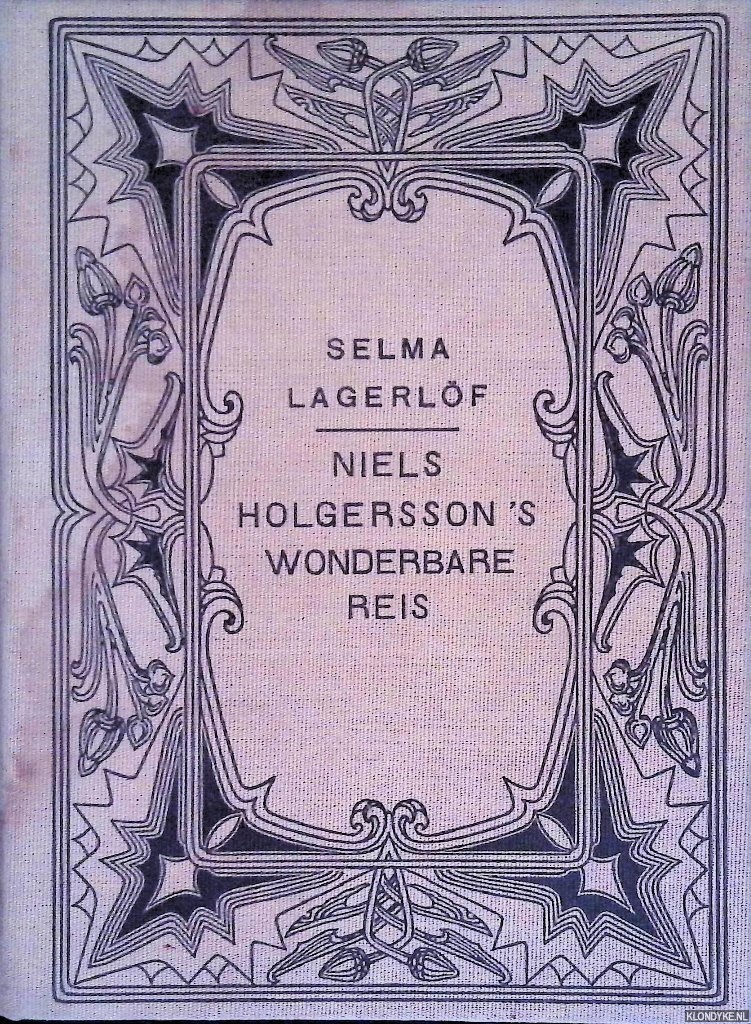 SELMA
LAGERLÖF
NIELS
HOLGERSSON'S
WONDERBARE
REIS
KLONDYKE.NL